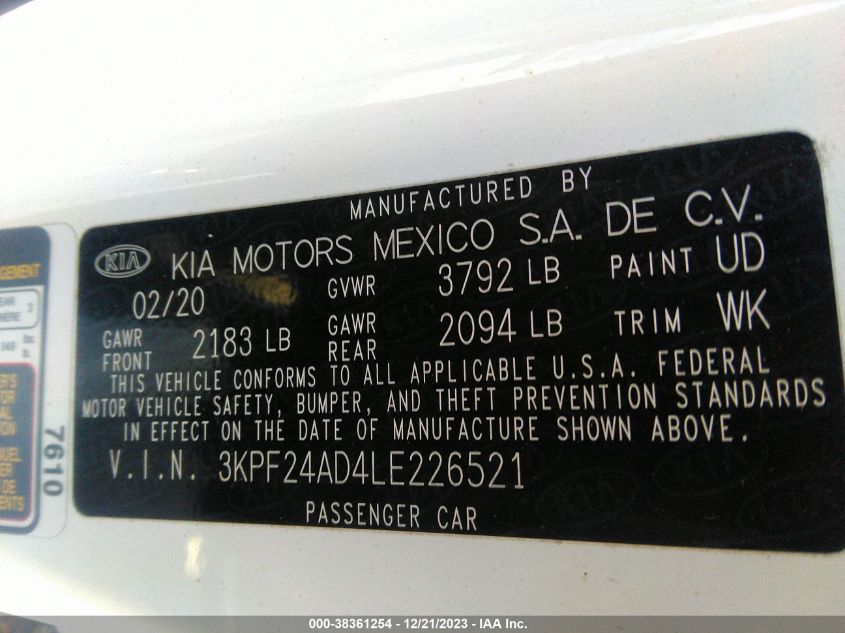 MANUFACTURED BY
KIA KIA MOTORS MEXICO S.A. DE C.V.
02/20 GVWR 3792 LB PAINT UD
GAWR FRONT 2183 LB GAWR REAR 2094 LB TRIM WK
THIS VEHICLE CONFORMS TO ALL APPLICABLE U.S.A. FEDERAL
MOTOR VEHICLE SAFETY, BUMPER, AND THEFT PREVENTION STANDARDS
IN EFFECT ON THE DATE OF MANUFACTURE SHOWN ABOVE.
V.I.N. 3KPF24AD4LE226521
PASSENGER CAR
7610
000-38361254 - 12/21/2023 - IAA Inc.